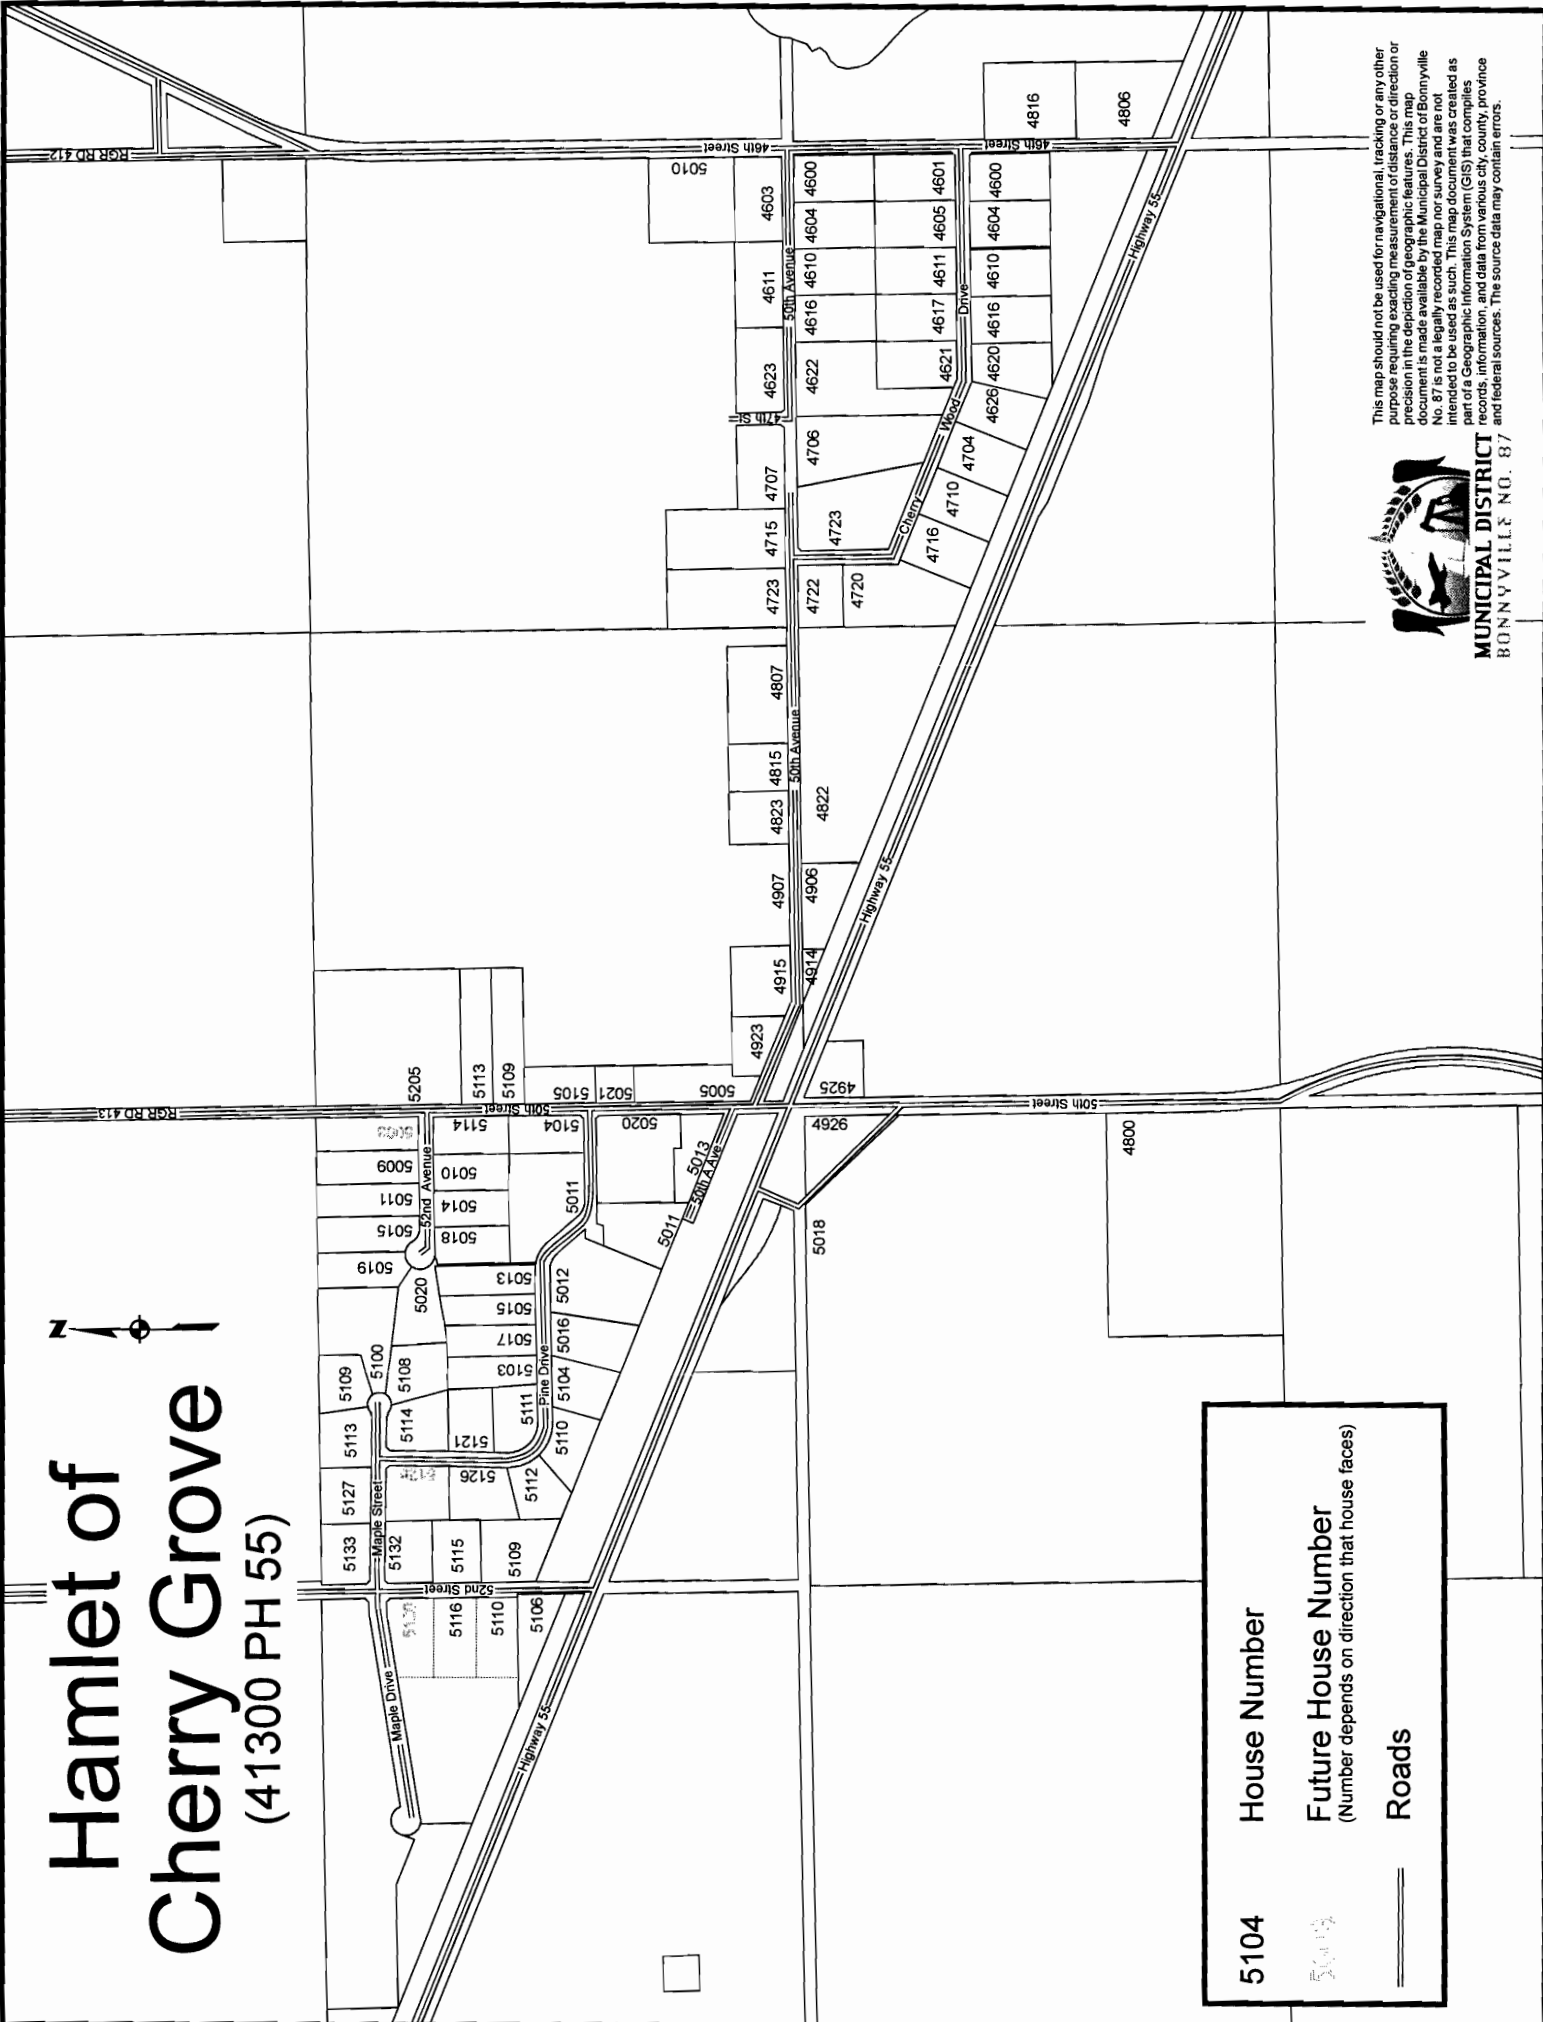 Hamlet of
Cherry Grove
(41300 PH 55)
N
RGR RD 412
46th Street
5010
4603
4611
4623
47th St
4707
4715
4723
50th Avenue
4600
4604
4610
4616
4622
4706
4723
4722
4720
4601
4605
4611
4617
4621
Cherry
Wood
Drive
4600
4604
4610
4616
4620
4626
4704
4710
4716
46th Street
4816
4806
Highway 55
4807
4815
4823
50th Avenue
4822
4907
4906
4915
4914
4923
Highway 55
RGR RD 413
5205
5113
5109
50th Street
5105
5021
5005
4925
4926
5018
50th Street
4800
5009
5011
5015
5019
52nd Avenue
5114
5010
5014
5018
5020
5104
5020
5011
5013
50th A Ave
5011
5013
5015
5017
5103
5111
5121
Pine Drive
5012
5016
5104
5110
5112
5126
5109
5100
5108
5113
5114
5127
5133
Maple Street
5132
5115
5109
52nd Street
5116
5110
5106
Maple Drive
Highway 55
5104 House Number
Future House Number
(Number depends on direction that house faces)
Roads
MUNICIPAL DISTRICT
BONNYVILLE NO. 87
This map should not be used for navigational, tracking or any other
purpose requiring exacting measurement of distance or direction or
precision in the depiction of geographic features. This map
document is made available by the Municipal District of Bonnyville
No. 87 is not a legally recorded map nor survey and are not
intended to be used as such. This map document was created as
part of a Geographic Information System (GIS) that compiles
records, information, and data from various city, county, province
and federal sources. The source data may contain errors.